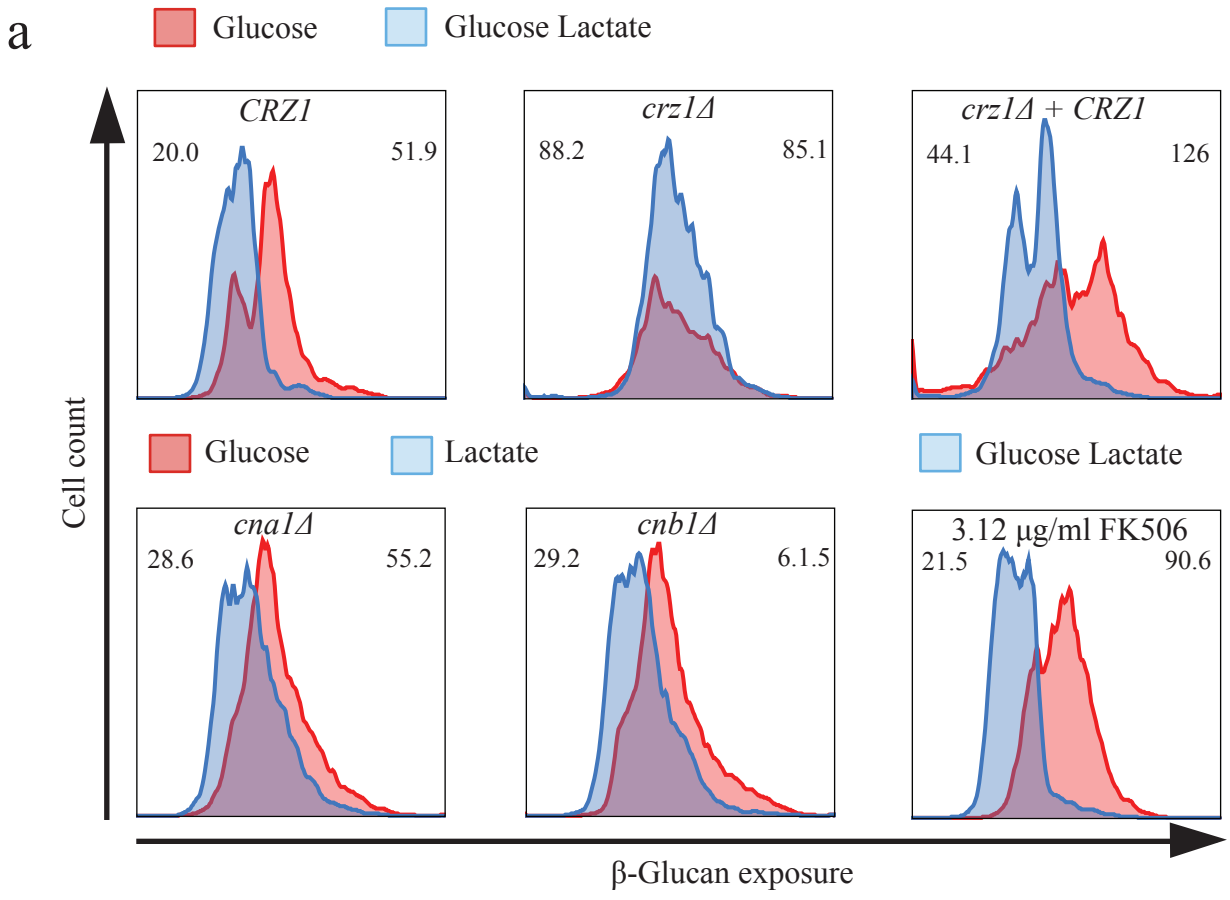 a
Glucose
Glucose Lactate
CRZ1
20.0 51.9
crz1Δ
88.2 85.1
crz1Δ + CRZ1
44.1 126
Glucose
Lactate
Glucose Lactate
cna1Δ
28.6 55.2
cnb1Δ
29.2 6.1.5
3.12 μg/ml FK506
21.5 90.6
Cell count
β-Glucan exposure